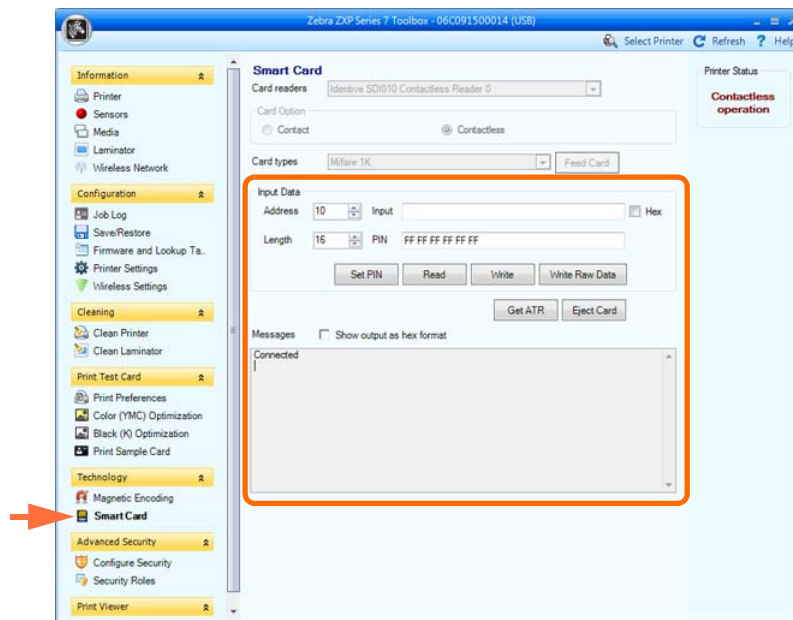 Zebra ZXP Series 7 Toolbox - 06C091500014 (USB)
Select Printer Refresh ? Help
Information
Printer
Sensors
Media
Laminator
Wireless Network
Configuration
Job Log
Save/Restore
Firmware and Lookup Ta..
Printer Settings
Wireless Settings
Cleaning
Clean Printer
Clean Laminator
Print Test Card
Print Preferences
Color (YMC) Optimization
Black (K) Optimization
Print Sample Card
Technology
Magnetic Encoding
Smart Card
Advanced Security
Configure Security
Security Roles
Print Viewer
Smart Card
Card readers Identive SDI010 Contactless Reader 0
Card Option
Contact Contactless
Card types Mifare 1K Feed Card
Input Data
Address 10 Input Hex
Length 16 PIN FF FF FF FF FF FF
Set PIN Read Write Write Raw Data
Get ATR Eject Card
Messages Show output as hex format
Connected
Printer Status
Contactless
operation